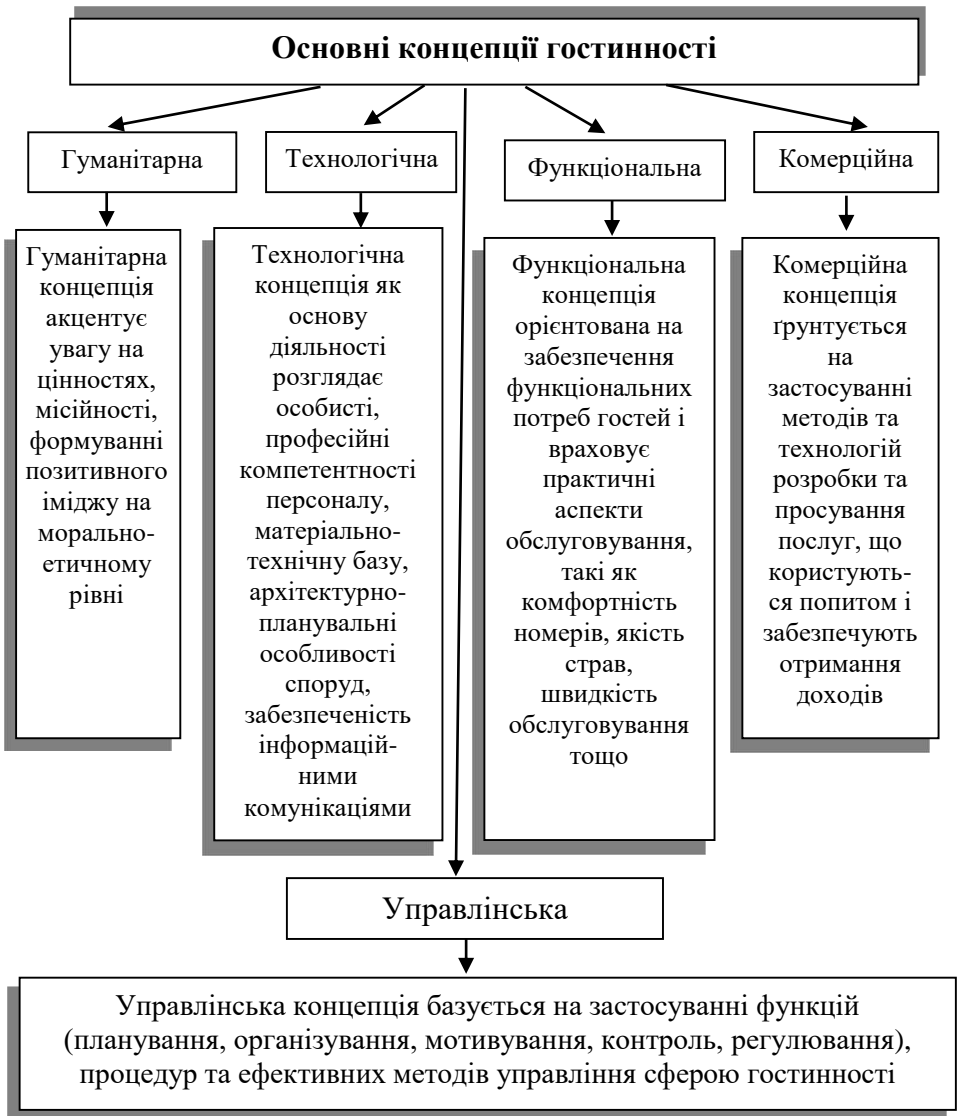 Основні концепції гостинності
Гуманітарна
Технологічна
Функціональна
Комерційна
Гуманітарна
концепція
акцентує
увагу на
цінностях,
місійності,
формуванні
позитивного
іміджу на
морально-
етичному
рівні
Технологічна
концепція як
основу
діяльності
розглядає
особисті,
професійні
компетентності
персоналу,
матеріально-
технічну базу,
архітектурно-
планувальні
особливості
споруд,
забезпеченість
інформацій-
ними
комунікаціями
Функціональна
концепція
орієнтована на
забезпечення
функціональних
потреб гостей і
враховує
практичні
аспекти
обслуговування,
такі як
комфортність
номерів, якість
страв,
швидкість
обслуговування
тощо
Комерційна
концепція
ґрунтується
на
застосуванні
методів та
технологій
розробки та
просування
послуг, що
користують-
ся попитом і
забезпечують
отримання
доходів
Управлінська
Управлінська концепція базується на застосуванні функцій
(планування, організування, мотивування, контроль, регулювання),
процедур та ефективних методів управління сферою гостинності